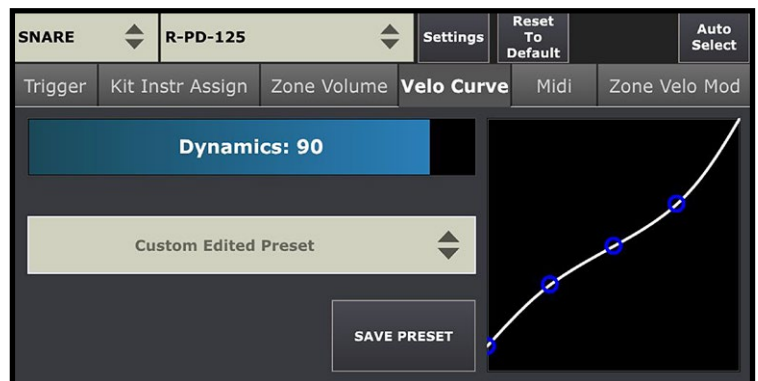 SNARE
R-PD-125
Settings
Reset
To
Default
Auto
Select
Trigger
Kit Instr Assign
Zone Volume
Velo Curve
Midi
Zone Velo Mod
Dynamics: 90
Custom Edited Preset
SAVE PRESET